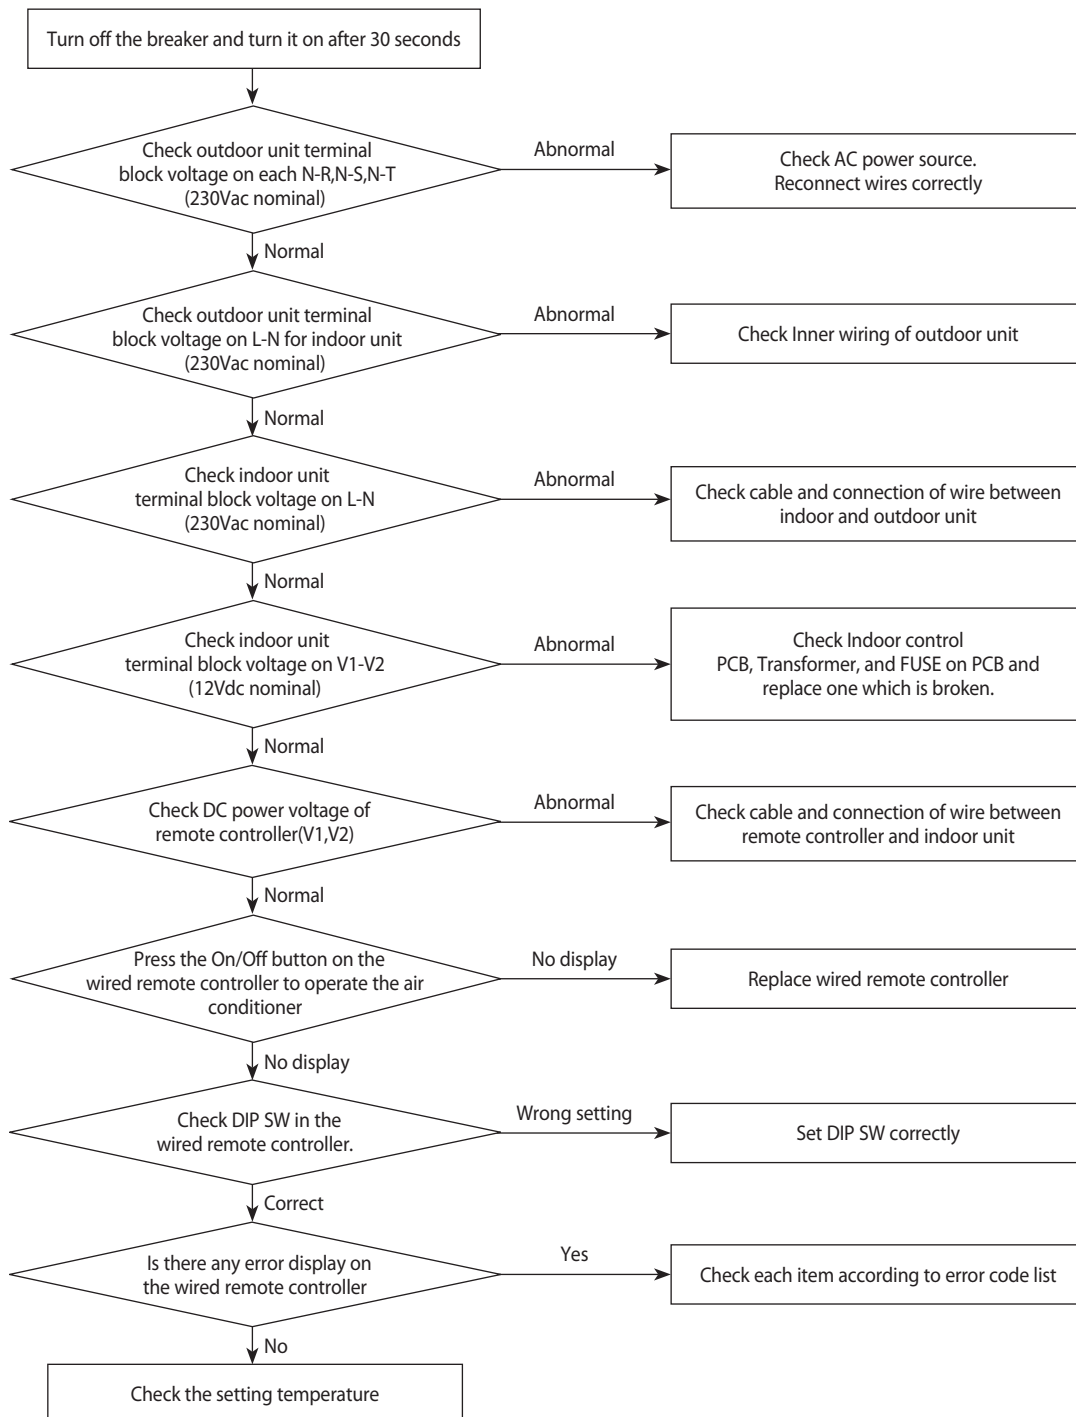 Turn off the breaker and turn it on after 30 seconds
Check outdoor unit terminal
block voltage on each N-R,N-S,N-T
(230Vac nominal)
Abnormal
Check AC power source.
Reconnect wires correctly
Normal
Check outdoor unit terminal
block voltage on L-N for indoor unit
(230Vac nominal)
Abnormal
Check Inner wiring of outdoor unit
Normal
Check indoor unit
terminal block voltage on L-N
(230Vac nominal)
Abnormal
Check cable and connection of wire between
indoor and outdoor unit
Normal
Check indoor unit
terminal block voltage on V1-V2
(12Vdc nominal)
Abnormal
Check Indoor control
PCB, Transformer, and FUSE on PCB and
replace one which is broken.
Normal
Check DC power voltage of
remote controller(V1,V2)
Abnormal
Check cable and connection of wire between
remote controller and indoor unit
Normal
Press the On/Off button on the
wired remote controller to operate the air
conditioner
No display
Replace wired remote controller
No display
Check DIP SW in the
wired remote controller.
Wrong setting
Set DIP SW correctly
Correct
Is there any error display on
the wired remote controller
Yes
Check each item according to error code list
No
Check the setting temperature